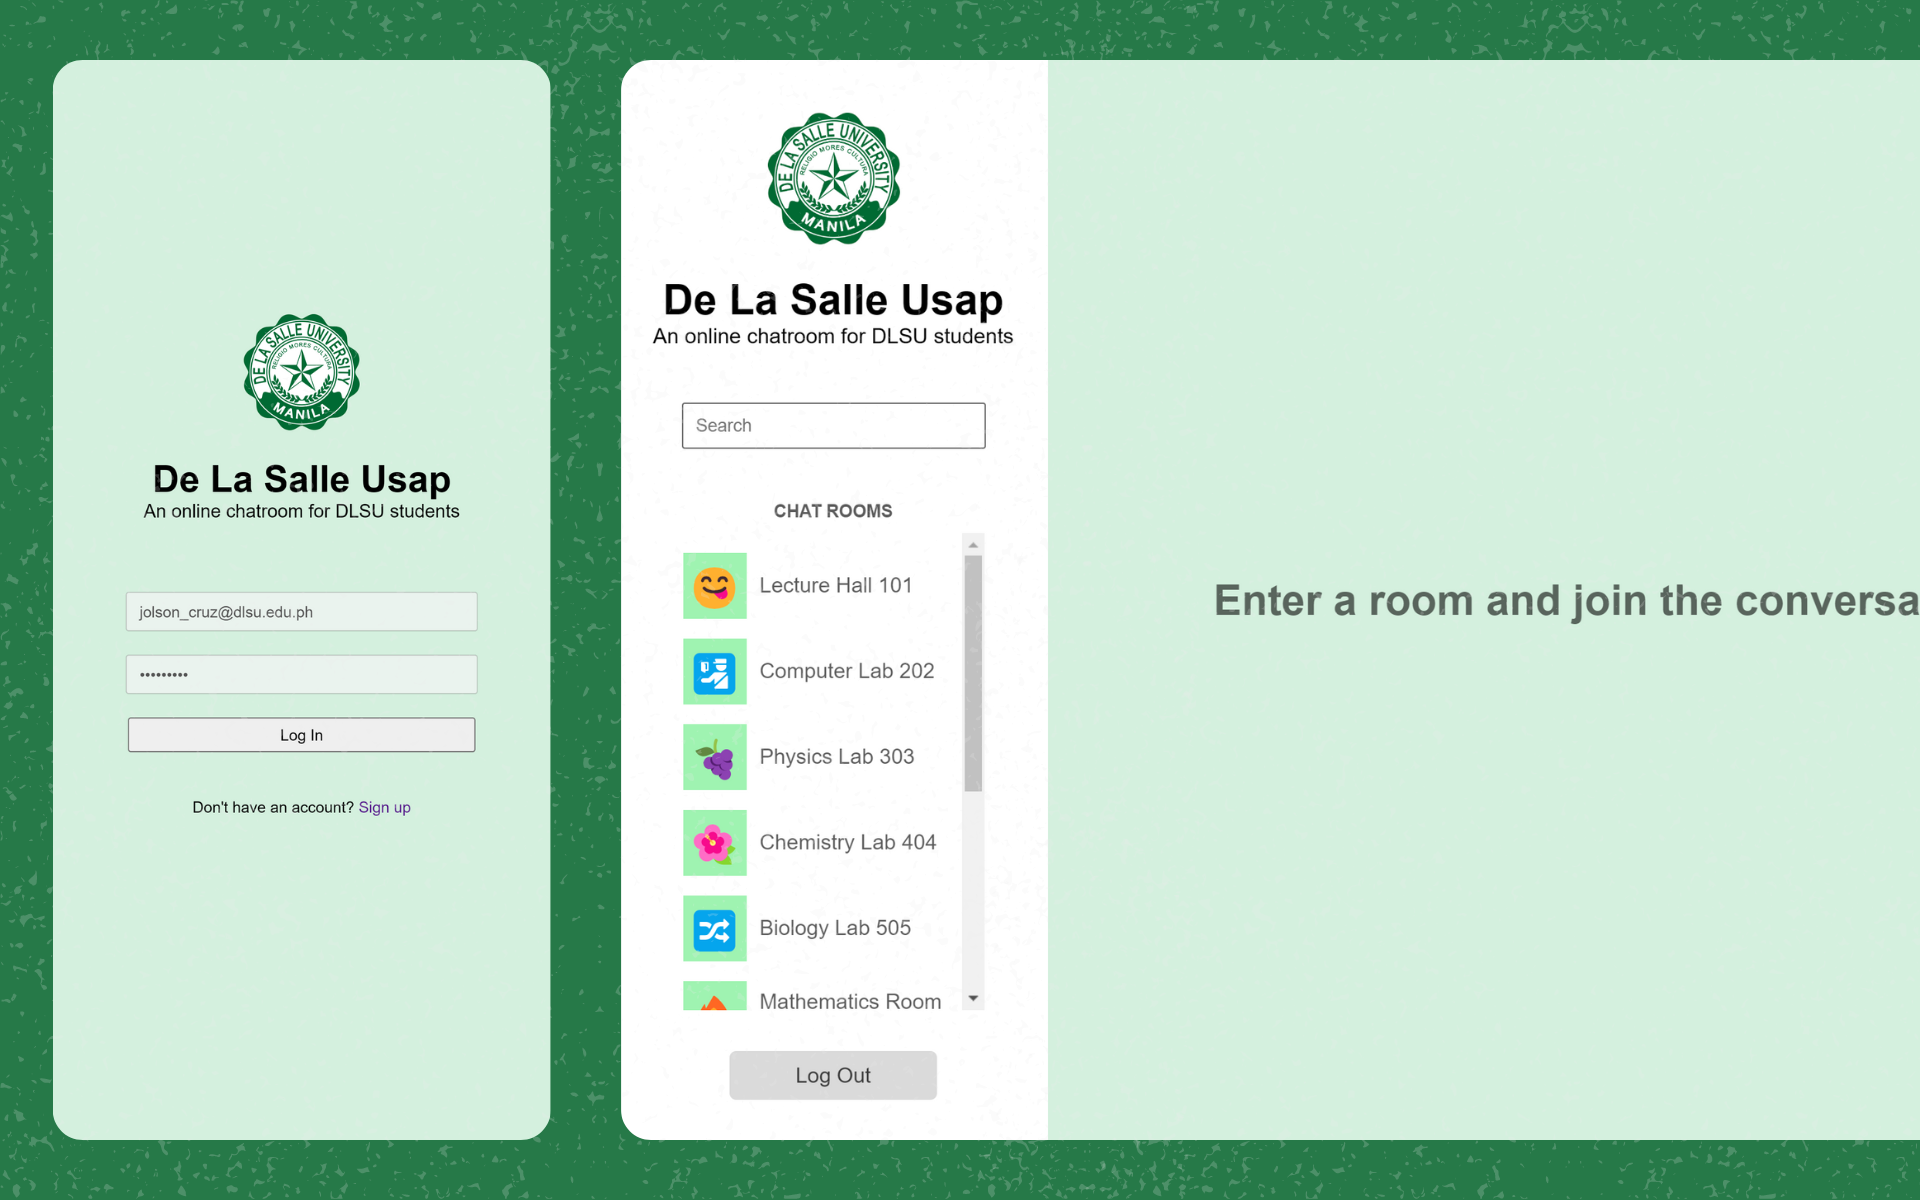 DE LA SALLE UNIVERSITY
RELIGIO MORES CULTURA
MANILA
De La Salle Usap
An online chatroom for DLSU students
jolson_cruz@dlsu.edu.ph
•••••••••
Log In
Don't have an account? Sign up
DE LA SALLE UNIVERSITY
RELIGIO MORES CULTURA
MANILA
De La Salle Usap
An online chatroom for DLSU students
Search
CHAT ROOMS
Lecture Hall 101
Computer Lab 202
Physics Lab 303
Chemistry Lab 404
Biology Lab 505
Mathematics Room
Log Out
Enter a room and join the conversa